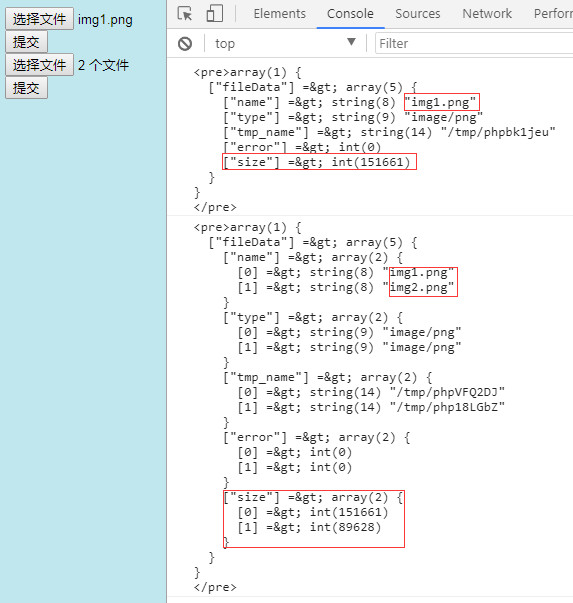 选择文件 img1.png
提交
选择文件 2 个文件
提交
Elements Console Sources Network Perforn
top ▼ Filter
<pre>array(1) {
["fileData"] =&gt; array(5) {
["name"] =&gt; string(8) "img1.png"
["type"] =&gt; string(9) "image/png"
["tmp_name"] =&gt; string(14) "/tmp/phpbk1jeu"
["error"] =&gt; int(0)
["size"] =&gt; int(151661)
}
}
</pre>
<pre>array(1) {
["fileData"] =&gt; array(5) {
["name"] =&gt; array(2) {
[0] =&gt; string(8) "img1.png"
[1] =&gt; string(8) "img2.png"
}
["type"] =&gt; array(2) {
[0] =&gt; string(9) "image/png"
[1] =&gt; string(9) "image/png"
}
["tmp_name"] =&gt; array(2) {
[0] =&gt; string(14) "/tmp/phpVFQ2DJ"
[1] =&gt; string(14) "/tmp/php18LGbZ"
}
["error"] =&gt; array(2) {
[0] =&gt; int(0)
[1] =&gt; int(0)
}
["size"] =&gt; array(2) {
[0] =&gt; int(151661)
[1] =&gt; int(89628)
}
}
}
</pre>